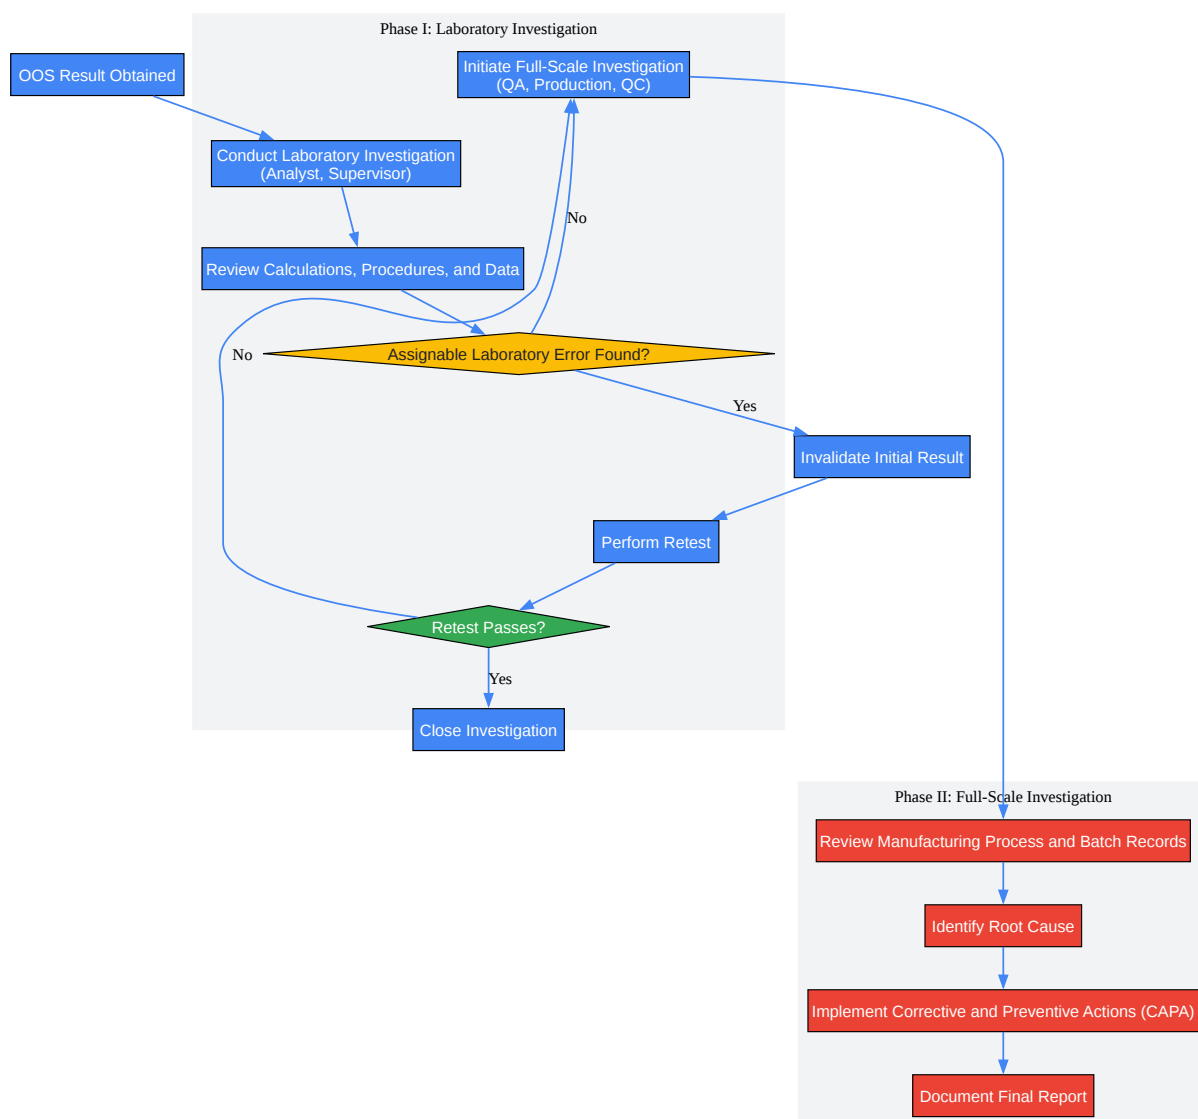 Phase I: Laboratory Investigation
OOS Result Obtained
Initiate Full-Scale Investigation
(QA, Production, QC)
Conduct Laboratory Investigation
(Analyst, Supervisor)
No
Review Calculations, Procedures, and Data
No
Assignable Laboratory Error Found?
Yes
Invalidate Initial Result
Perform Retest
Retest Passes?
Yes
Close Investigation
Phase II: Full-Scale Investigation
Review Manufacturing Process and Batch Records
Identify Root Cause
Implement Corrective and Preventive Actions (CAPA)
Document Final Report